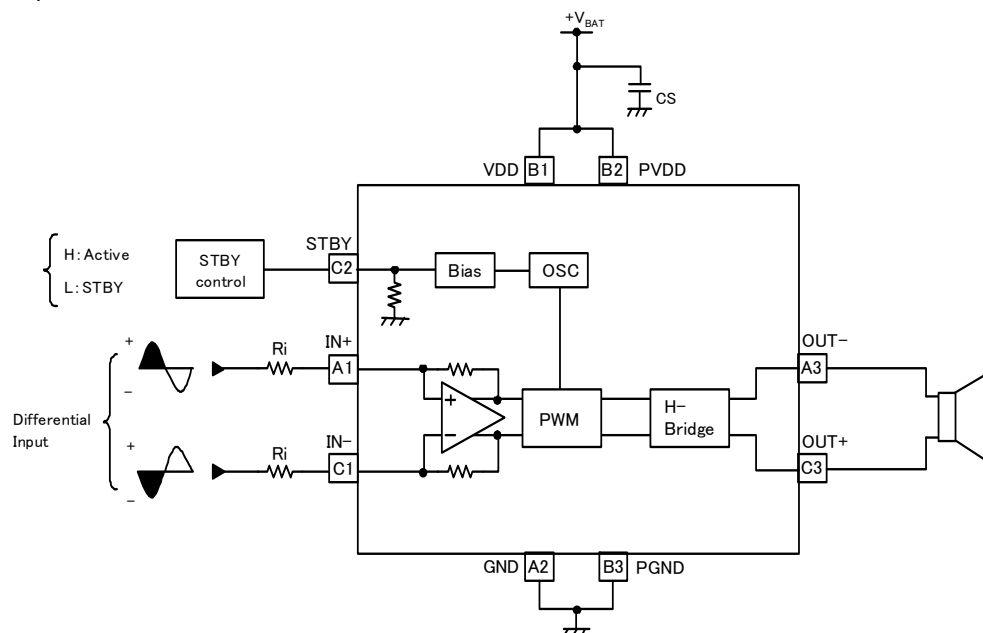 +VBAT
CS
VDD B1 B2 PVDD
STBY
H:Active
L:STBY
STBY
control
C2
Bias
OSC
IN+
+
−
Ri
A1
OUT-
A3
Differential
Input
+
−
PWM
H-
Bridge
+
−
IN-
Ri
C1
OUT+
C3
GND A2 B3 PGND